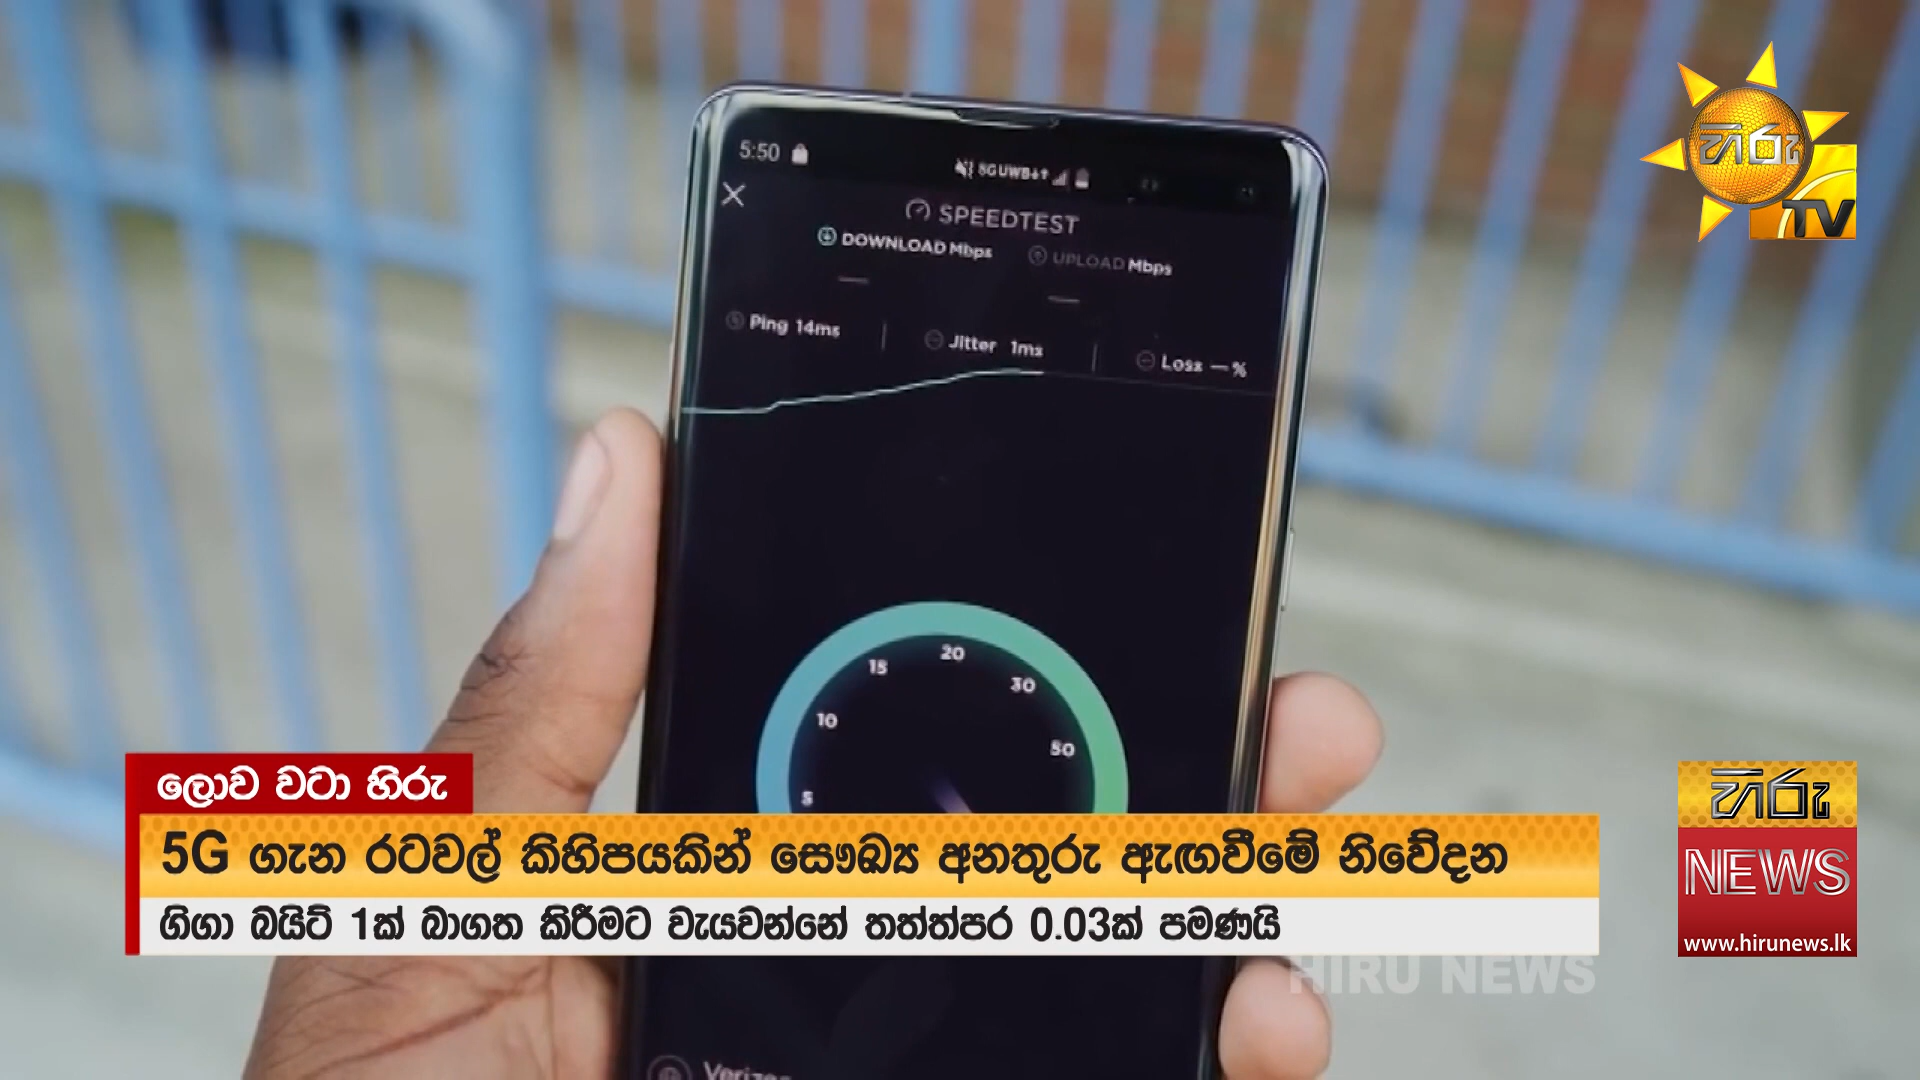 හිරු
TV
5:50
5G UWB
SPEEDTEST
DOWNLOAD Mbps
UPLOAD Mbps
Ping 14ms
Jitter 1ms
Loss — %
5
10
15
20
30
50
ලොව වටා හිරු
5G ගැන රටවල් කිහිපයකින් සෞඛ්‍ය අනතුරු ඇඟවීමේ නිවේදන
ගිගා බයිට් 1ක් බාගත කිරීමට වැයවන්නේ තත්ත්පර 0.03ක් පමණයි
හිරු
NEWS
www.hirunews.lk
HIRU NEWS